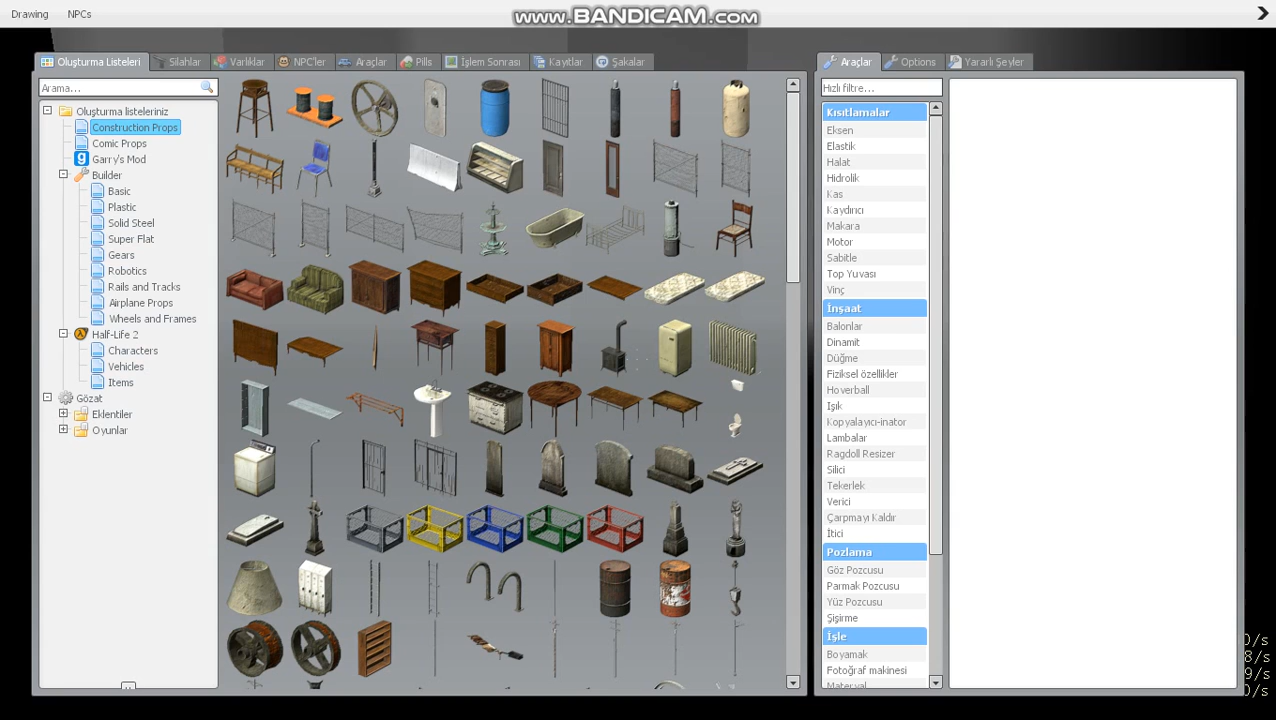 Drawing NPCs
www.BANDICAM.com
Oluşturma Listeleri Silahlar Varlıklar NPC'ler Araçlar Pills İşlem Sonrası Kayıtlar Şakalar
Araçlar Options Yararlı Şeyler
Arama...
Oluşturma listeleriniz
Construction Props
Comic Props
Garry's Mod
Builder
Basic
Plastic
Solid Steel
Super Flat
Gears
Robotics
Rails and Tracks
Airplane Props
Wheels and Frames
Half-Life 2
Characters
Vehicles
Items
Gözat
Eklentiler
Oyunlar
Hızlı filtre...
Kısıtlamalar
Eksen
Elastik
Halat
Hidrolik
Kas
Kaydırıcı
Makara
Motor
Sabitle
Top Yuvası
Vinç
İnşaat
Balonlar
Dinamit
Düğme
Fiziksel özellikler
Hoverball
Işık
Kopyalayıcı-inator
Lambalar
Ragdoll Resizer
Silici
Tekerlek
Verici
Çarpmayı Kaldır
İtici
Pozlama
Göz Pozcusu
Parmak Pozcusu
Yüz Pozcusu
Şişirme
İşle
Boyamak
Fotoğraf makinesi
Materyal
0/s
8/s
9/s
0/s